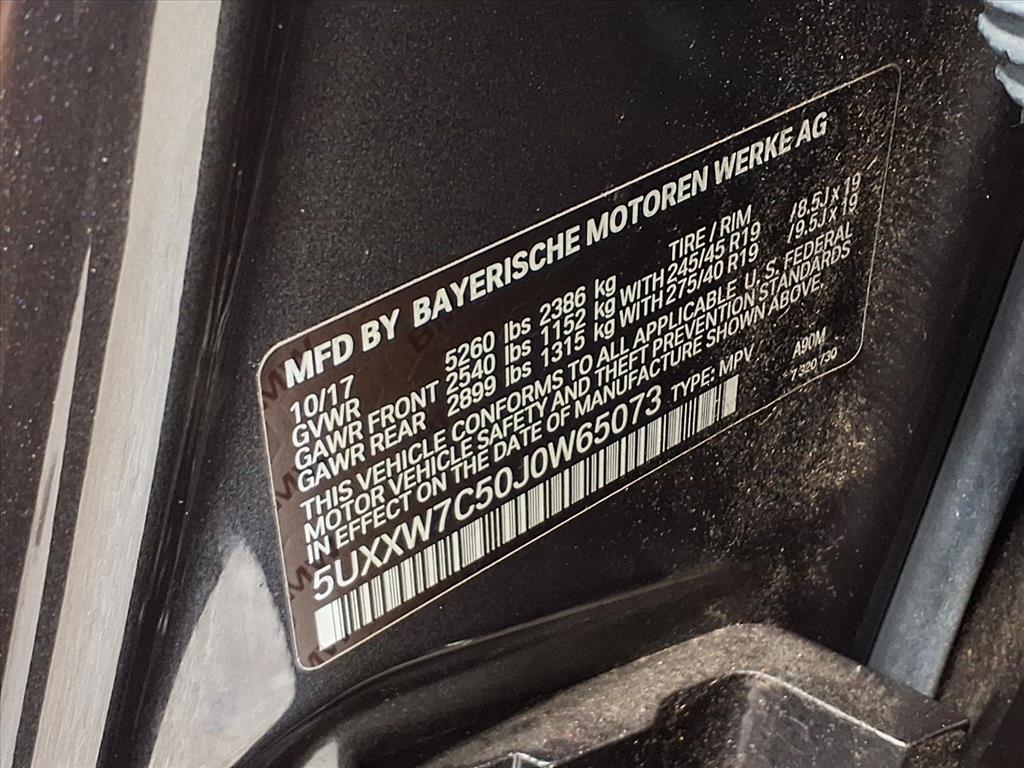 MFD BY BAYERISCHE MOTOREN WERKE AG
10/17 TIRE / RIM
GVWR 5260 lbs 2386 kg
GAWR FRONT 2540 lbs 1152 kg WITH 245/45 R19 /8.5J x 19
GAWR REAR 2899 lbs 1315 kg WITH 275/40 R19 /9.5J x 19
THIS VEHICLE CONFORMS TO ALL APPLICABLE U. S. FEDERAL
MOTOR VEHICLE SAFETY AND THEFT PREVENTION STANDARDS
IN EFFECT ON THE DATE OF MANUFACTURE SHOWN ABOVE.
5UXXW7C50J0W65073 TYPE: MPV A90M
7 320 730